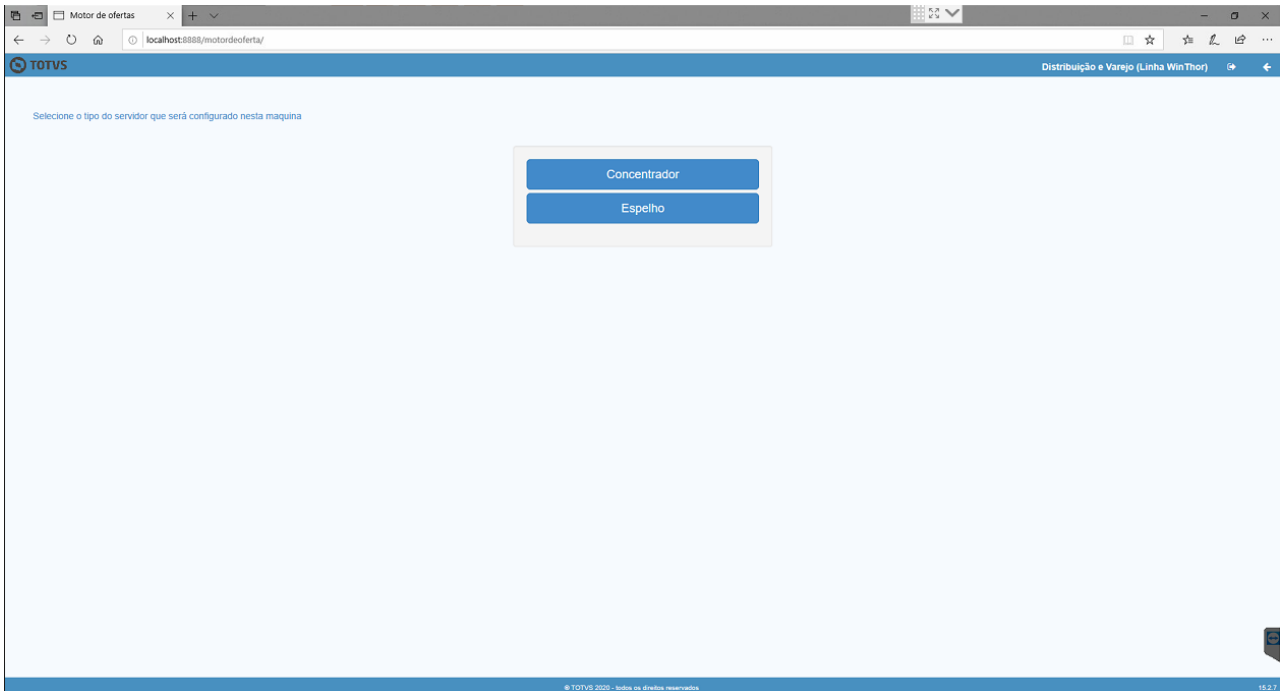 Motor de ofertas
localhost:8888/motordeoferta/
TOTVS
Distribuição e Varejo (Linha WinThor)
Selecione o tipo do servidor que será configurado nesta maquina
Concentrador
Espelho
© TOTVS 2020 - todos os direitos reservados
15.2.7